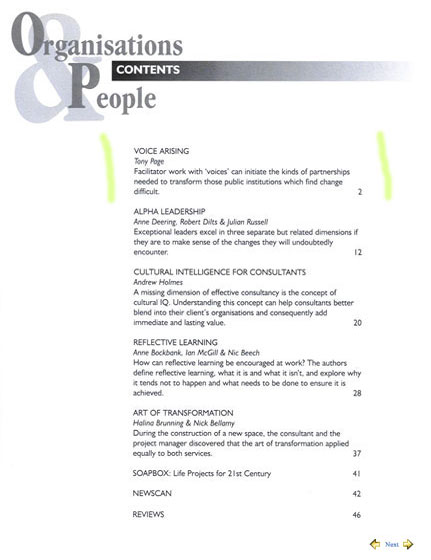 Organisations
&
CONTENTS
People
VOICE ARISING
Tony Page
Facilitator work with 'voices' can initiate the kinds of partnerships
needed to transform those public institutions which find change
difficult. 2
ALPHA LEADERSHIP
Anne Deering, Robert Dilts & Julian Russell
Exceptional leaders excel in three separate but related dimensions if
they are to make sense of the changes they will undoubtedly
encounter. 12
CULTURAL INTELLIGENCE FOR CONSULTANTS
Andrew Holmes
A missing dimension of effective consultancy is the concept of
cultural IQ. Understanding this concept can help consultants better
blend into their client's organisations and consequently add
immediate and lasting value. 20
REFLECTIVE LEARNING
Anne Bockbank, Ian McGill & Nic Beech
How can reflective learning be encouraged at work? The authors
define reflective learning, what it is and what it isn't, and explore why
it tends not to happen and what needs to be done to ensure it is
achieved. 28
ART OF TRANSFORMATION
Halina Brunning & Nick Bellamy
During the construction of a new space, the consultant and the
project manager discovered that the art of transformation applied
equally to both services. 37
SOAPBOX: Life Projects for 21st Century 41
NEWSCAN 42
REVIEWS 46
Next